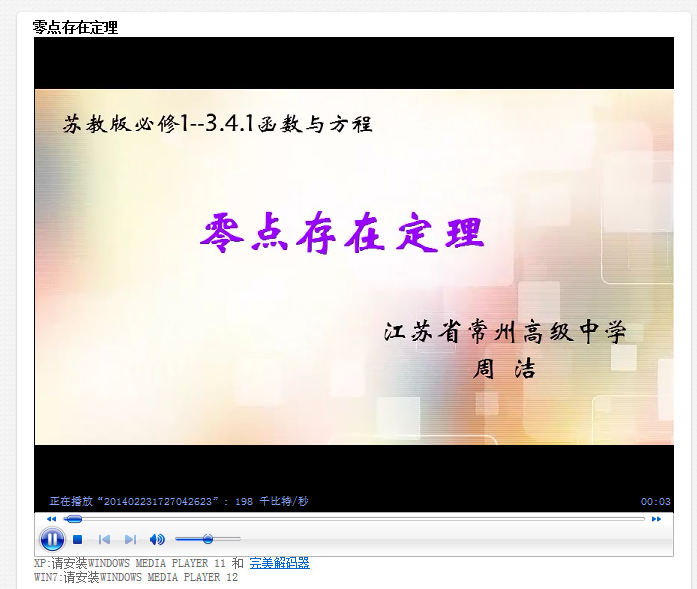 零点存在定理
苏教版必修1--3.4.1函数与方程
零点存在定理
江苏省常州高级中学
周 洁
正在播放“201402231727042623”: 198 千比特/秒
00:03
XP:请安装WINDOWS MEDIA PLAYER 11 和 完美解码器
WIN7:请安装WINDOWS MEDIA PLAYER 12